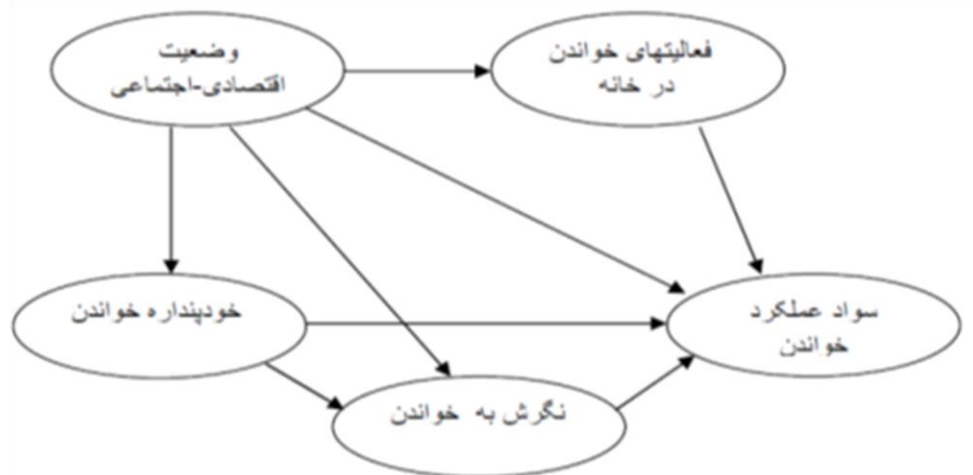 وضعیت
اقتصادی-اجتماعی
فعالیتهای خواندن
در خانه
خودپنداره خواندن
سواد عملکرد
خواندن
نگرش به خواندن